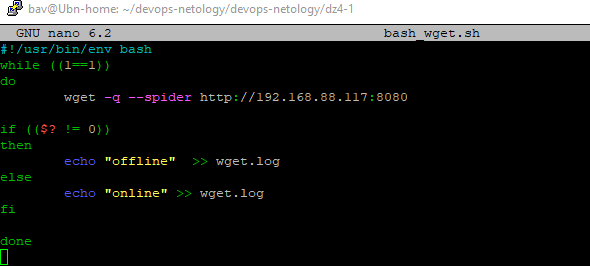 bav@Ubn-home: ~/devops-netology/devops-netology/dz4-1
GNU nano 6.2 bash_wget.sh
#!/usr/bin/env bash
while ((1==1))
do
wget -q --spider http://192.168.88.117:8080
if (($? != 0))
then
echo "offline"  >> wget.log
else
echo "online" >> wget.log
fi
done